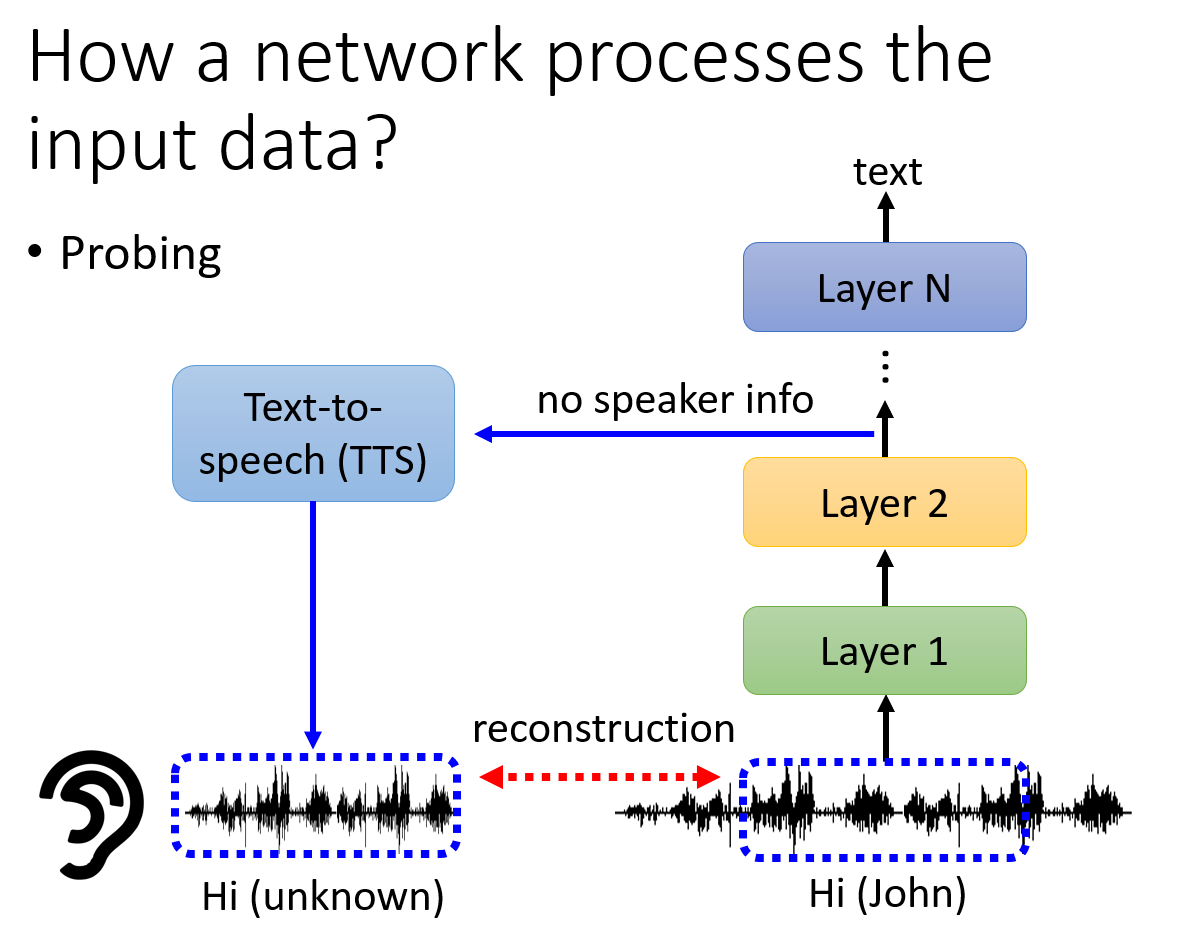 How a network processes the
input data?
• Probing
text
Layer N
⋮
no speaker info
Text-to-
speech (TTS)
Layer 2
Layer 1
reconstruction
Hi (unknown)
Hi (John)